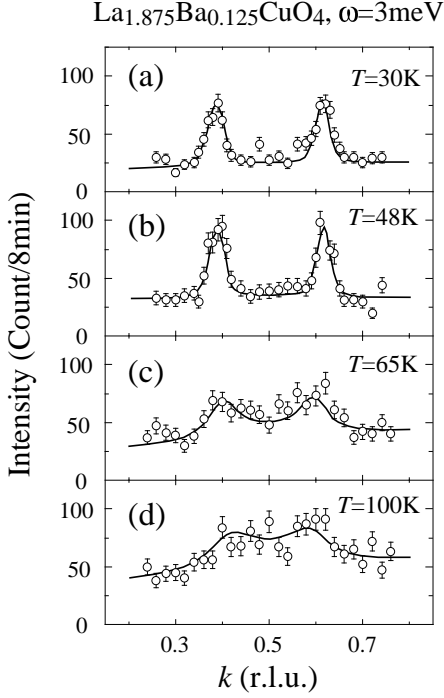 La1.875Ba0.125CuO4, ω=3meV
(a)
T=30K
100
50
0
(b)
T=48K
100
50
0
(c)
T=65K
100
50
0
(d)
T=100K
100
50
0
Intensity (Count/8min)
0.3 0.5 0.7
k (r.l.u.)